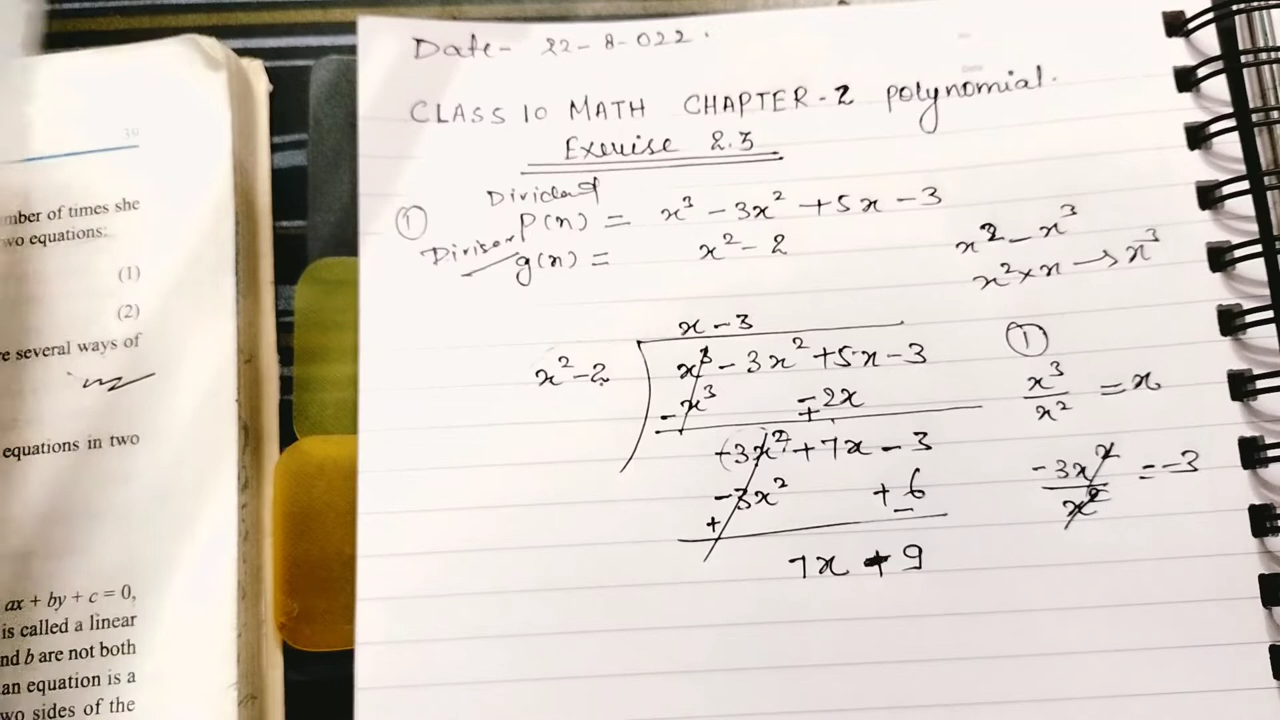 39
mber of times she
wo equations:
(1)
(2)
e several ways of
equations in two
ax + by + c = 0,
is called a linear
nd b are not both
an equation is a
wo sides of the
Date- 22-8-022.
CLASS 10 MATH CHAPTER-2 polynomial.
Exercise 2.3
Dividend
① P(x) = x³ - 3x² + 5x - 3
Divisor g(x) = x² - 2
x² - x³
x² × x → x³
x - 3
x² - 2
x³ - 3x² + 5x - 3
- x³ - 2x
+
-3x² + 7x - 3
-3x² + 6
+ -
7x - 9
①
x³/x² = x
-3x²/x² = -3